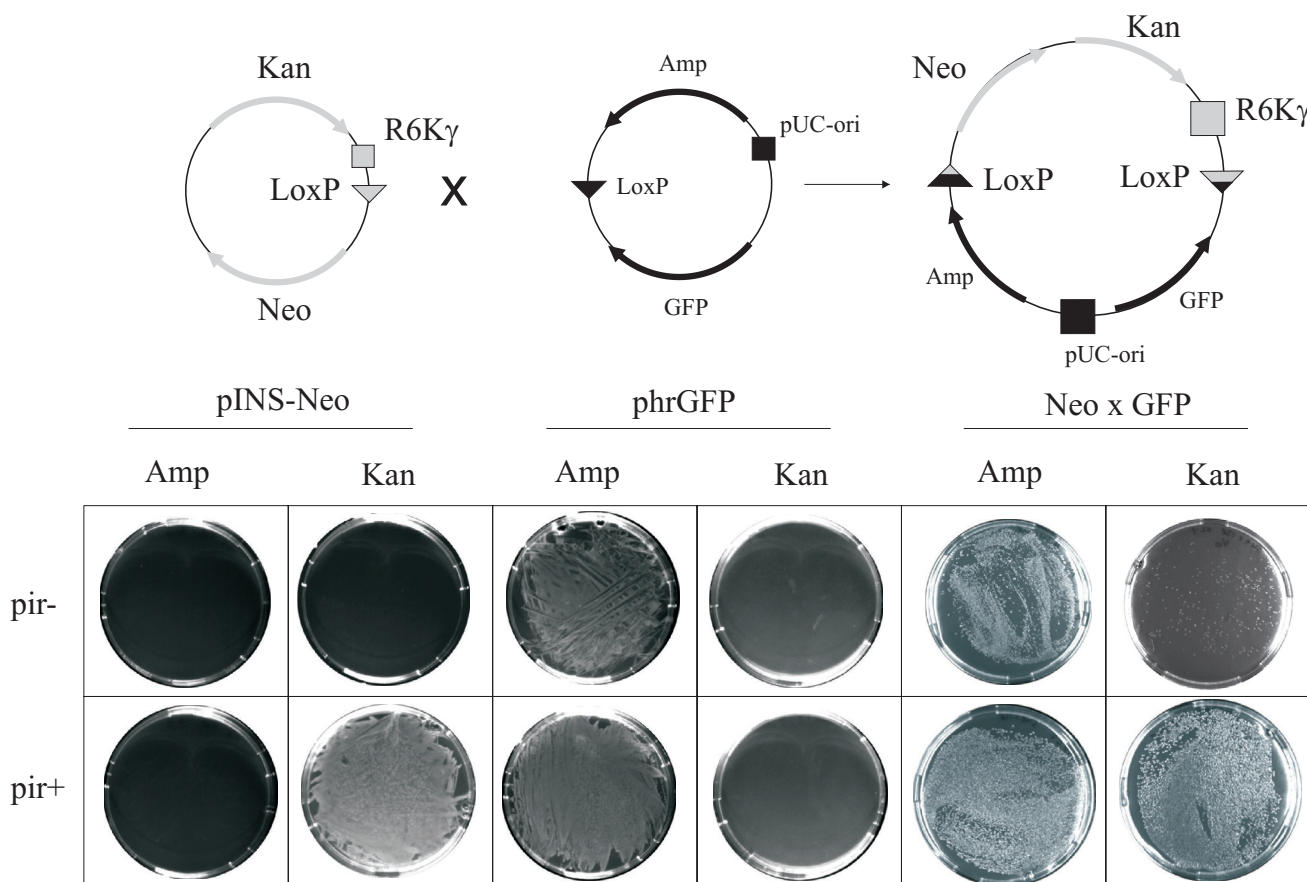 Kan
R6Kγ
LoxP
Neo
X
Amp
pUC-ori
LoxP
GFP
Kan
Neo
R6Kγ
LoxP
LoxP
Amp
GFP
pUC-ori
pINS-Neo
phrGFP
Neo x GFP
Amp
Kan
Amp
Kan
Amp
Kan
pir-
pir+